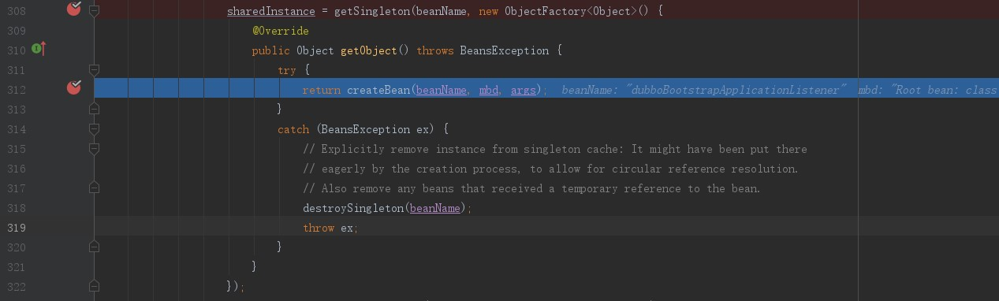 308 sharedInstance = getSingleton(beanName, new ObjectFactory<Object>() {
309 @Override
310 public Object getObject() throws BeansException {
311 try {
312 return createBean(beanName, mbd, args); beanName: "dubboBootstrapApplicationListener" mbd: "Root bean: class
313 }
314 catch (BeansException ex) {
315 // Explicitly remove instance from singleton cache: It might have been put there
316 // eagerly by the creation process, to allow for circular reference resolution.
317 // Also remove any beans that received a temporary reference to the bean.
318 destroySingleton(beanName);
319 throw ex;
320 }
321 }
322 });